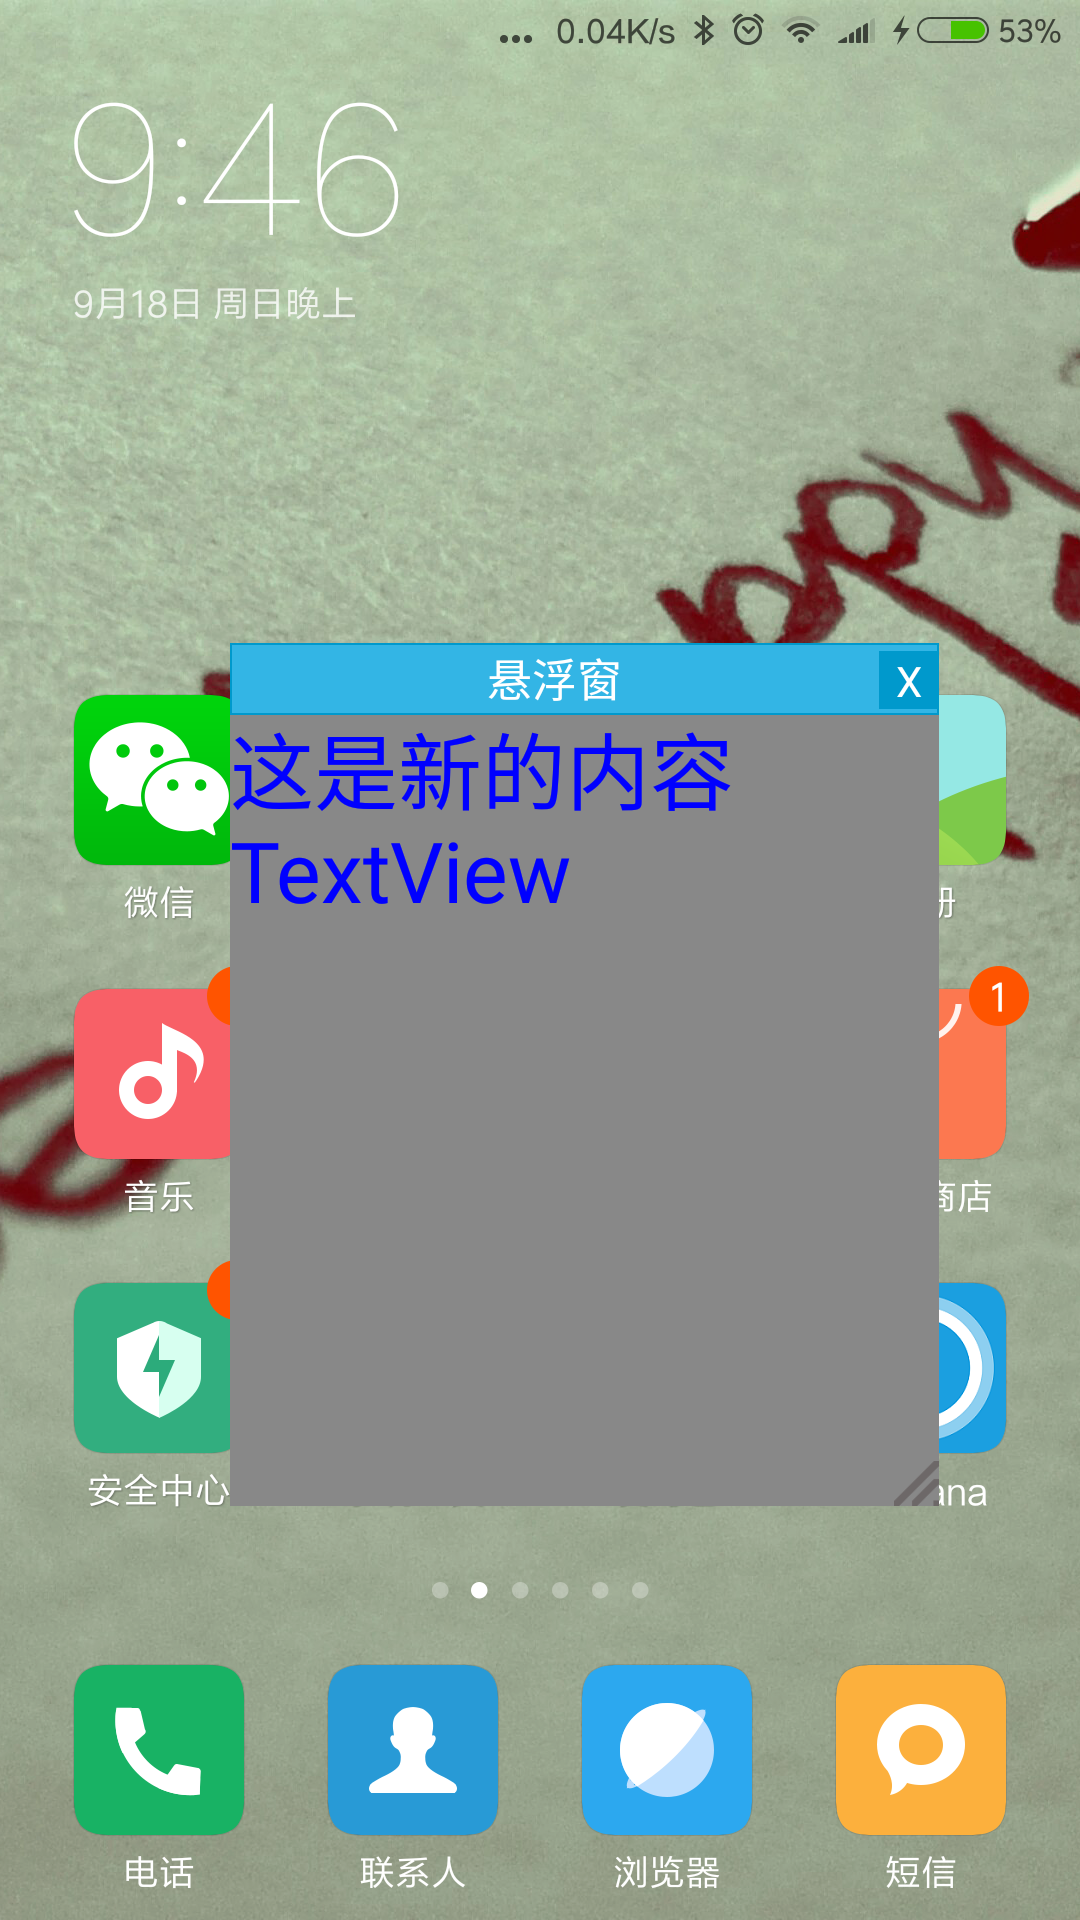 ... 0.04K/s 53%
9:46
9月18日 周日晚上
悬浮窗 X
这是新的内容
TextView
微信 册
1
音乐 商店
安全中心 ana
电话 联系人 浏览器 短信